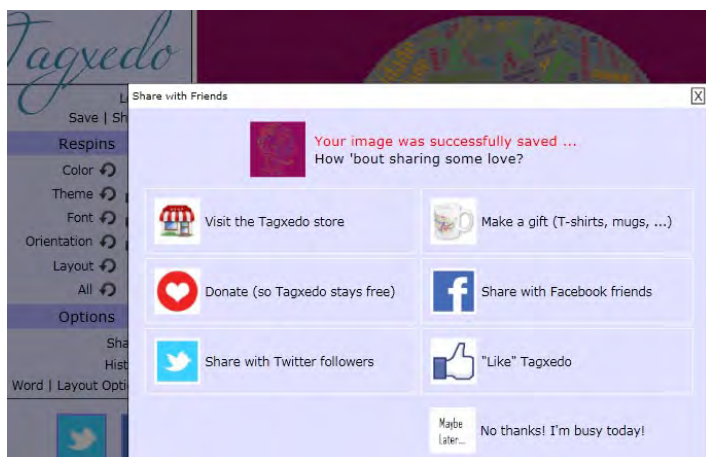 Tagxedo
Save | Sh
Respins
Color
Theme
Font
Orientation
Layout
All
Options
Sha
Hist
Word | Layout Opti
Share with Friends
X
Your image was successfully saved ...
How 'bout sharing some love?
Visit the Tagxedo store
Make a gift (T-shirts, mugs, ...)
Donate (so Tagxedo stays free)
Share with Facebook friends
Share with Twitter followers
"Like" Tagxedo
Maybe
Later...
No thanks! I'm busy today!